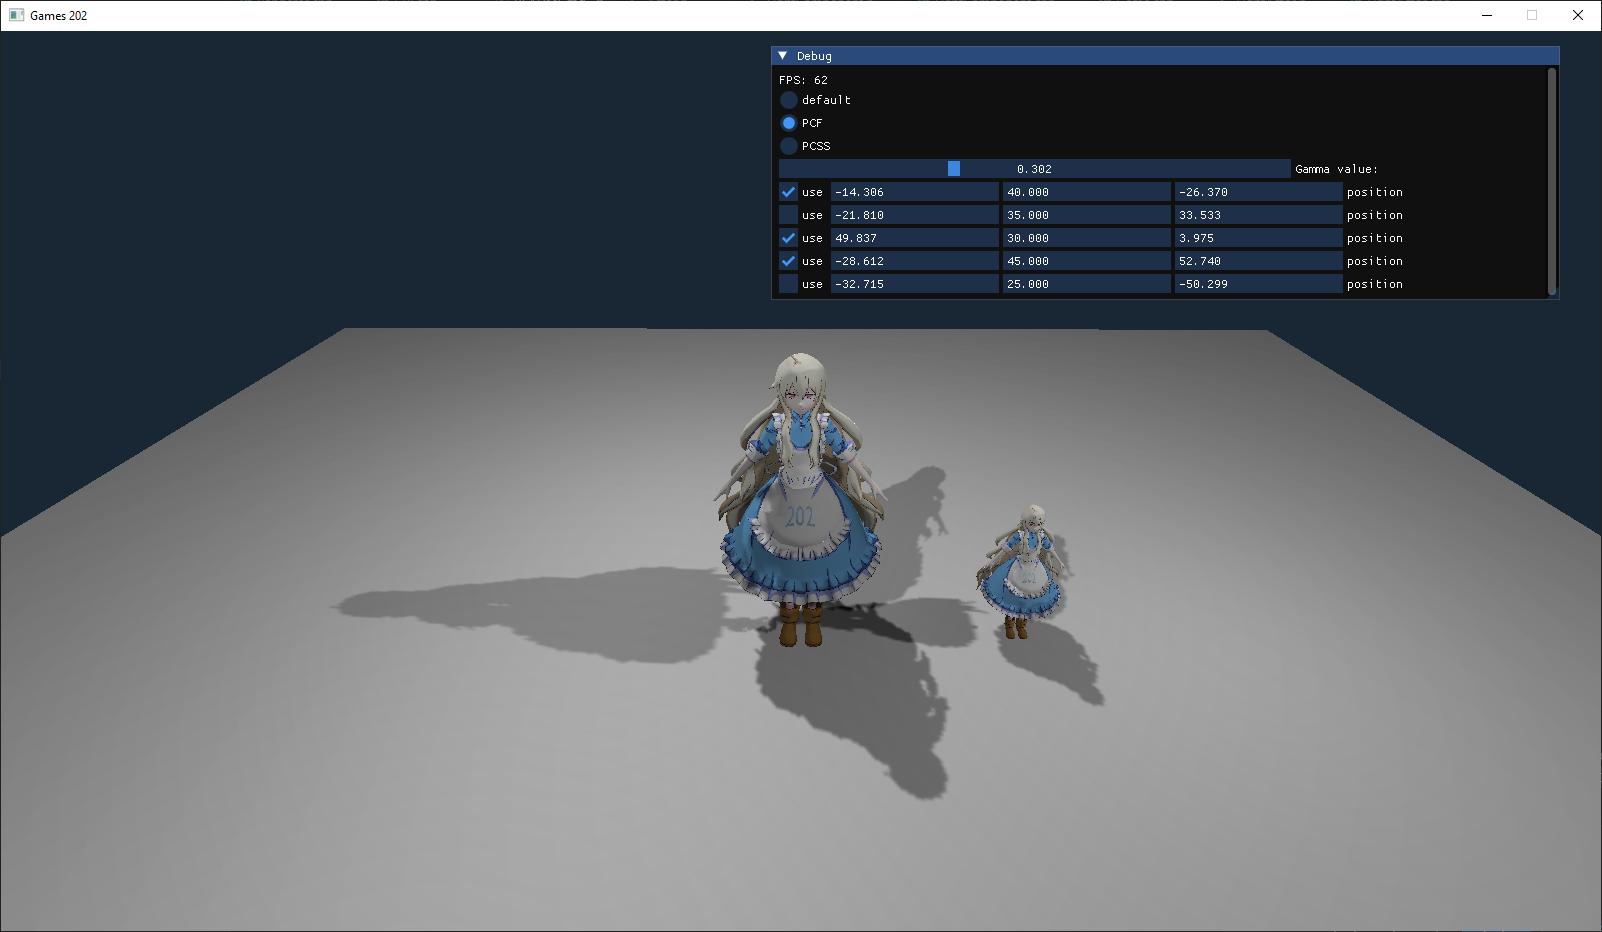 Games 202
Debug
FPS: 62
default
PCF
PCSS
0.302 Gamma value:
use -14.306 40.000 -26.370 position
use -21.810 35.000 33.533 position
use 49.837 30.000 3.975 position
use -28.612 45.000 52.740 position
use -32.715 25.000 -50.299 position
202
202